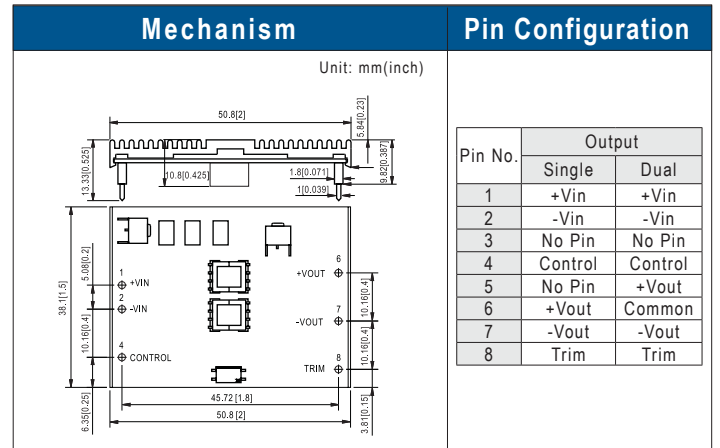 Mechanism
Pin Configuration
Unit: mm(inch)
50.8[2]
5.84[0.23]
13.33[0.525]
10.8[0.425]
1.8[0.071]
1[0.039]
9.82[0.387]
38.1[1.5]
5.08[0.2]
10.16[0.4]
6.35[0.25]
1
+VIN
2
-VIN
4
CONTROL
6
+VOUT
7
-VOUT
8
TRIM
10.16[0.4]
10.16[0.4]
3.81[0.15]
45.72 [1.8]
50.8 [2]
Pin No. Output
Single Dual
1 +Vin +Vin
2 -Vin -Vin
3 No Pin No Pin
4 Control Control
5 No Pin +Vout
6 +Vout Common
7 -Vout -Vout
8 Trim Trim